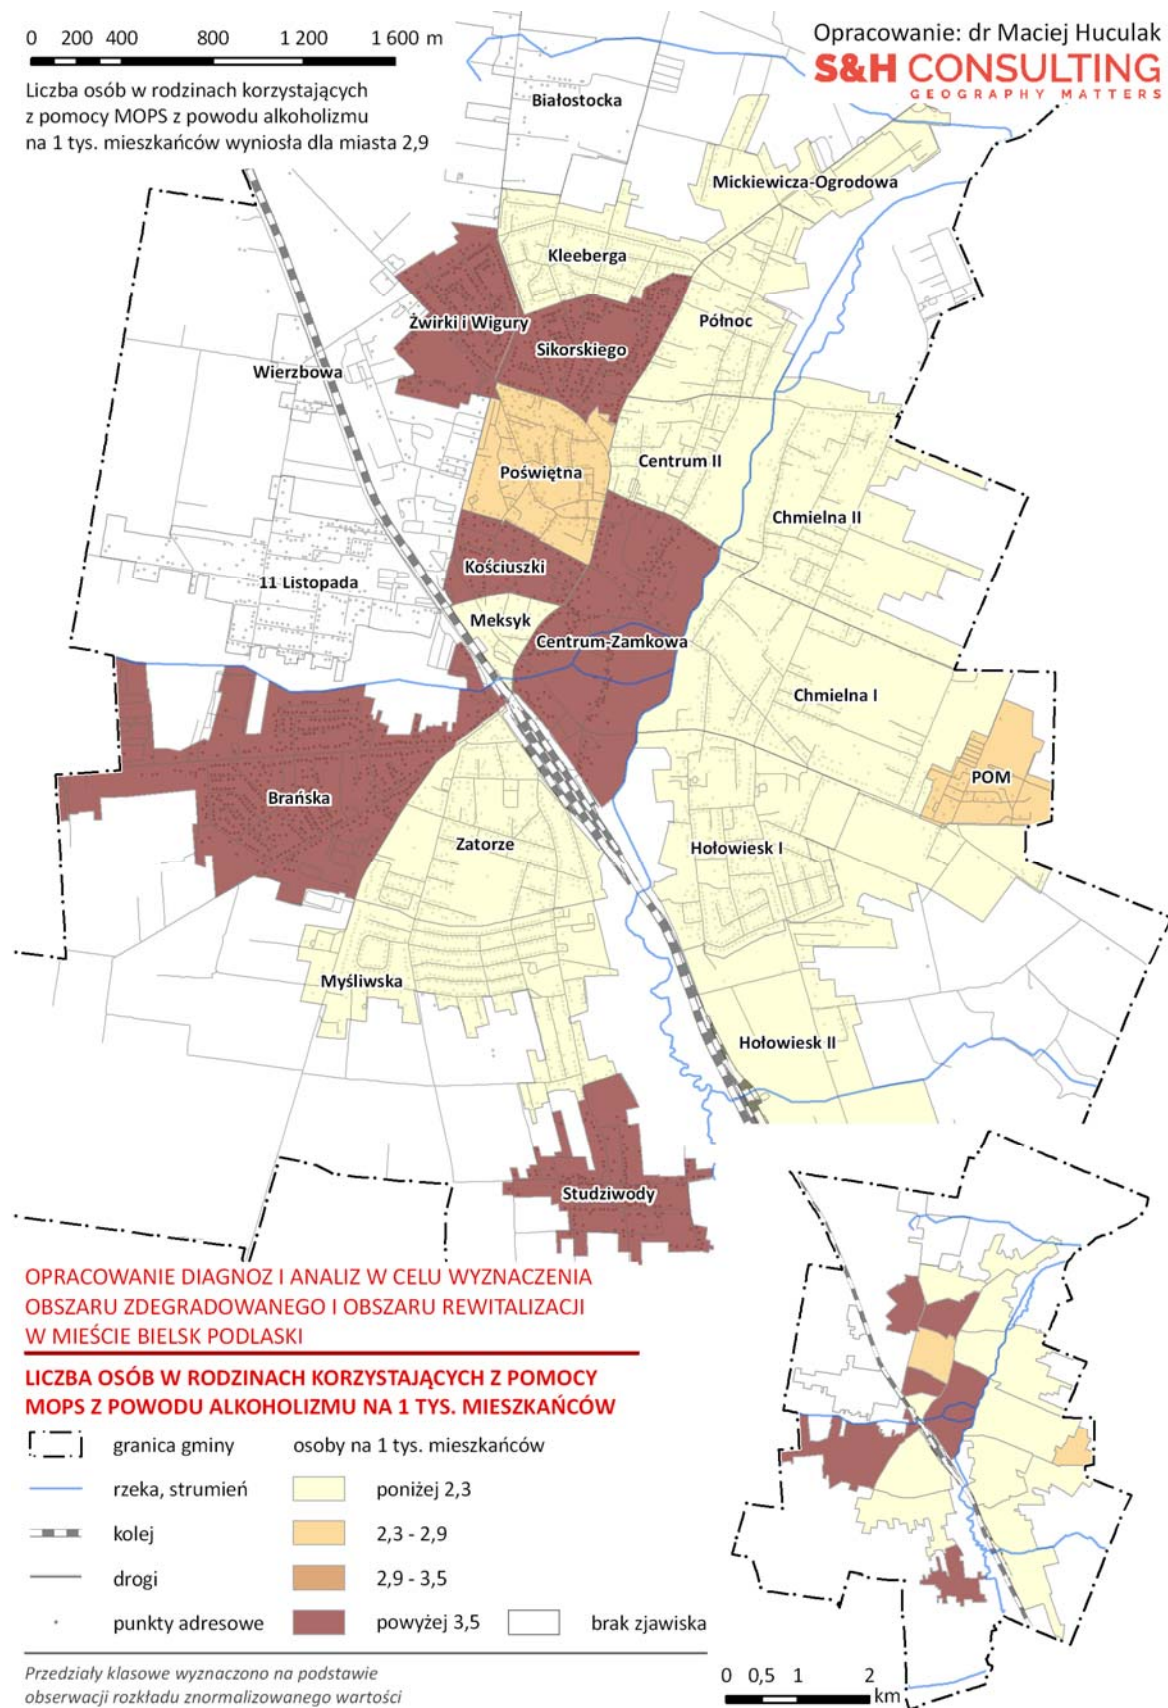 0 200 400 800 1 200 1 600 m
Opracowanie: dr Maciej Huculak
S&H CONSULTING
GEOGRAPHY MATTERS
Liczba osób w rodzinach korzystających
z pomocy MOPS z powodu alkoholizmu
na 1 tys. mieszkańców wyniosła dla miasta 2,9
Białostocka
Mickiewicza-Ogrodowa
Kleeberga
Żwirki i Wigury
Północ
Sikorskiego
Wierzbowa
Poświętna
Centrum II
Chmielna II
Kościuszki
11 Listopada
Meksyk
Centrum-Zamkowa
Chmielna I
POM
Brańska
Zatorze
Hołowiesk I
Myśliwska
Hołowiesk II
Studziwody
OPRACOWANIE DIAGNOZ I ANALIZ W CELU WYZNACZENIA
OBSZARU ZDEGRADOWANEGO I OBSZARU REWITALIZACJI
W MIEŚCIE BIELSK PODLASKI
LICZBA OSÓB W RODZINACH KORZYSTAJĄCYCH Z POMOCY
MOPS Z POWODU ALKOHOLIZMU NA 1 TYS. MIESZKAŃCÓW
granica gminy
osoby na 1 tys. mieszkańców
rzeka, strumień
poniżej 2,3
kolej
2,3 - 2,9
drogi
2,9 - 3,5
punkty adresowe
powyżej 3,5
brak zjawiska
Przedziały klasowe wyznaczono na podstawie
obserwacji rozkładu znormalizowanego wartości
0 0,5 1 2
km